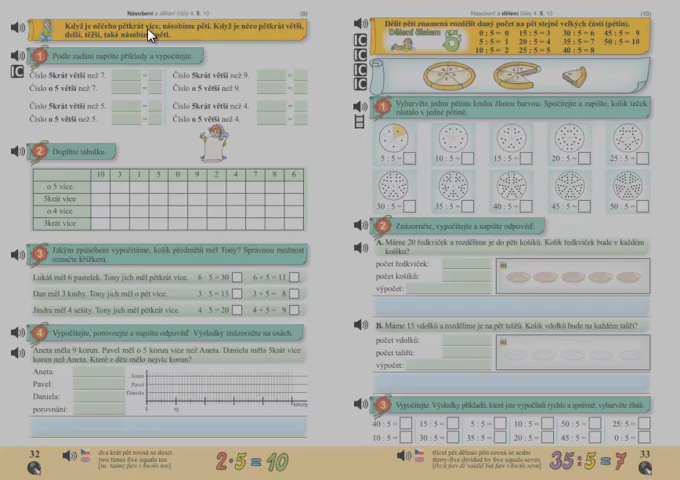 Násobení a dělení čísly 4, 5, 10
(9)
Když je něčeho pětkrát více, násobíme pěti. Když je něco pětkrát větší,
delší, těžší, také násobíme pěti.
1 Podle zadání napište příklady a vypočítejte.
Číslo 5krát větší než 7. =
Číslo o 5 větší než 7. =
Číslo 5krát větší než 9. =
Číslo o 5 větší než 9. =
Číslo 5krát větší než 5. =
Číslo o 5 větší než 5. =
Číslo 5krát větší než 4. =
Číslo o 5 větší než 4. =
2 Doplňte tabulku.
10 3 1 5 0 9 2 4 7 8 6
o 5 více
5krát více
o 4 více
3krát více
3 Jakým způsobem vypočítáme, kolik předmětů měl Tony? Správnou možnost
označte křížkem.
Lukáš měl 6 pastelek. Tony jich měl pětkrát více. 6 · 5 = 30 6 + 5 = 11
Dan měl 3 knihy. Tony jich měl o pět více. 3 · 5 = 15 3 + 5 = 8
Jindra měl 4 sešity. Tony jich měl pětkrát více. 4 · 5 = 20 4 + 5 = 9
4 Vypočítejte, porovnejte a napište odpověď. Výsledky znázorněte na osách.
Aneta měla 9 korun. Pavel měl o 5 korun více než Aneta. Daniela měla 5krát více
korun než Aneta. Které z dětí mělo nejvíc korun?
Aneta:
Pavel:
Daniela:
porovnání:
Aneta
Pavel
Daniela
0 10
32
dva krát pět rovná se deset
two times five equals ten
2·5=10
Násobení a dělení čísly 4, 5, 10
(10)
Dělit pěti znamená rozdělit daný počet na pět stejně velkých částí (pětin).
Dělení číslem 5
0 : 5 = 0 15 : 5 = 3 30 : 5 = 6 45 : 5 = 9
5 : 5 = 1 20 : 5 = 4 35 : 5 = 7 50 : 5 = 10
10 : 5 = 2 25 : 5 = 5 40 : 5 = 8
1 Vybarvěte jednu pětinu kruhu žlutou barvou. Spočítejte a zapište, kolik teček
zůstalo v jedné pětině.
5 : 5 = 10 : 5 = 15 : 5 = 20 : 5 = 25 : 5 =
30 : 5 = 35 : 5 = 40 : 5 = 45 : 5 = 50 : 5 =
2 Znázorněte, vypočítejte a napište odpověď.
A. Máme 20 ředkviček a rozdělíme je do pěti košíků. Kolik ředkviček bude v každém
košíku?
počet ředkviček:
počet košíků:
výpočet:
B. Máme 15 vdolků a rozdělíme je na pět talířů. Kolik vdolků bude na každém talíři?
počet vdolků:
počet talířů:
výpočet:
3 Vypočítejte. Výsledky příkladů, které jste vypočítali rychle a správně, vybarvěte žlutě.
40 : 5 = 15 : 5 = 5 : 5 = 10 : 5 = 50 : 5 = 25 : 5 =
10 : 5 = 30 : 5 = 35 : 5 = 20 : 5 = 45 : 5 = 0 : 5 =
třicet pět děleno pěti rovná se sedm
thirty-five divided by five equals seven
35:5=7
33